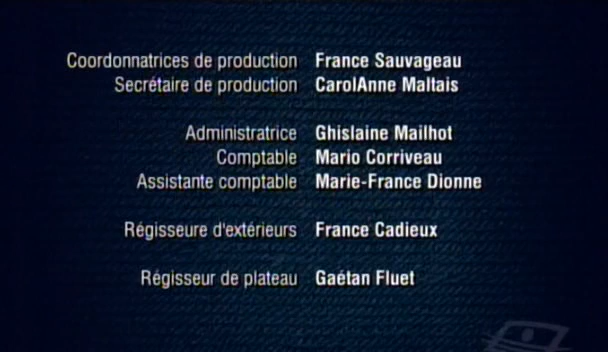 Coordonnatrices de production France Sauvageau
Secrétaire de production CarolAnne Maltais
Administratrice Ghislaine Mailhot
Comptable Mario Corriveau
Assistante comptable Marie-France Dionne
Régisseure d'extérieurs France Cadieux
Régisseur de plateau Gaétan Fluet